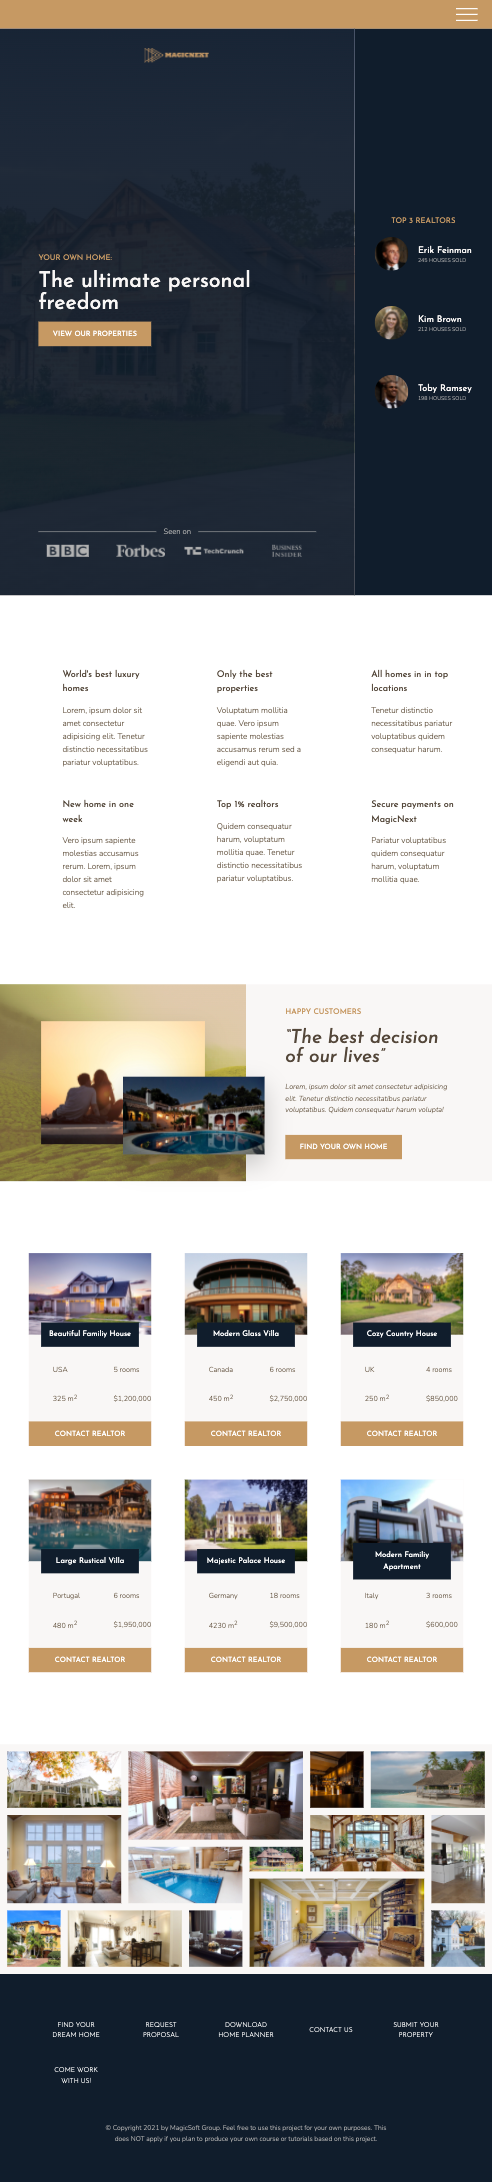 MAGICNEXT
YOUR OWN HOME:
The ultimate personal
freedom
VIEW OUR PROPERTIES
Seen on
BBC
Forbes
TC TechCrunch
BUSINESS
INSIDER
TOP 3 REALTORS
Erik Feinman
245 HOUSES SOLD
Kim Brown
212 HOUSES SOLD
Toby Ramsey
198 HOUSES SOLD
World's best luxury
homes
Lorem, ipsum dolor sit
amet consectetur
adipisicing elit. Tenetur
distinctio necessitatibus
pariatur voluptatibus.
Only the best
properties
Voluptatum mollitia
quae. Vero ipsum
sapiente molestias
accusamus rerum sed a
eligendi aut quia.
All homes in in top
locations
Tenetur distinctio
necessitatibus pariatur
voluptatibus quidem
consequatur harum.
New home in one
week
Vero ipsum sapiente
molestias accusamus
rerum. Lorem, ipsum
dolor sit amet
consectetur adipisicing
elit.
Top 1% realtors
Quidem consequatur
harum, voluptatum
mollitia quae. Tenetur
distinctio necessitatibus
pariatur voluptatibus.
Secure payments on
MagicNext
Pariatur voluptatibus
quidem consequatur
harum, voluptatum
mollitia quae.
HAPPY CUSTOMERS
“The best decision
of our lives”
Lorem, ipsum dolor sit amet consectetur adipisicing
elit. Tenetur distinctio necessitatibus pariatur
voluptatibus. Quidem consequatur harum volupta!
FIND YOUR OWN HOME
Beautiful Familiy House
USA
5 rooms
325 m²
$1,200,000
CONTACT REALTOR
Modern Glass Villa
Canada
6 rooms
450 m²
$2,750,000
CONTACT REALTOR
Cozy Country House
UK
4 rooms
250 m²
$850,000
CONTACT REALTOR
Large Rustical Villa
Portugal
6 rooms
480 m²
$1,950,000
CONTACT REALTOR
Majestic Palace House
Germany
18 rooms
4230 m²
$9,500,000
CONTACT REALTOR
Modern Familiy
Apartment
Italy
3 rooms
180 m²
$600,000
CONTACT REALTOR
FIND YOUR
DREAM HOME
REQUEST
PROPOSAL
DOWNLOAD
HOME PLANNER
CONTACT US
SUBMIT YOUR
PROPERTY
COME WORK
WITH US!
© Copyright 2021 by MagicSoft Group. Feel free to use this project for your own purposes. This
does NOT apply if you plan to produce your own course or tutorials based on this project.